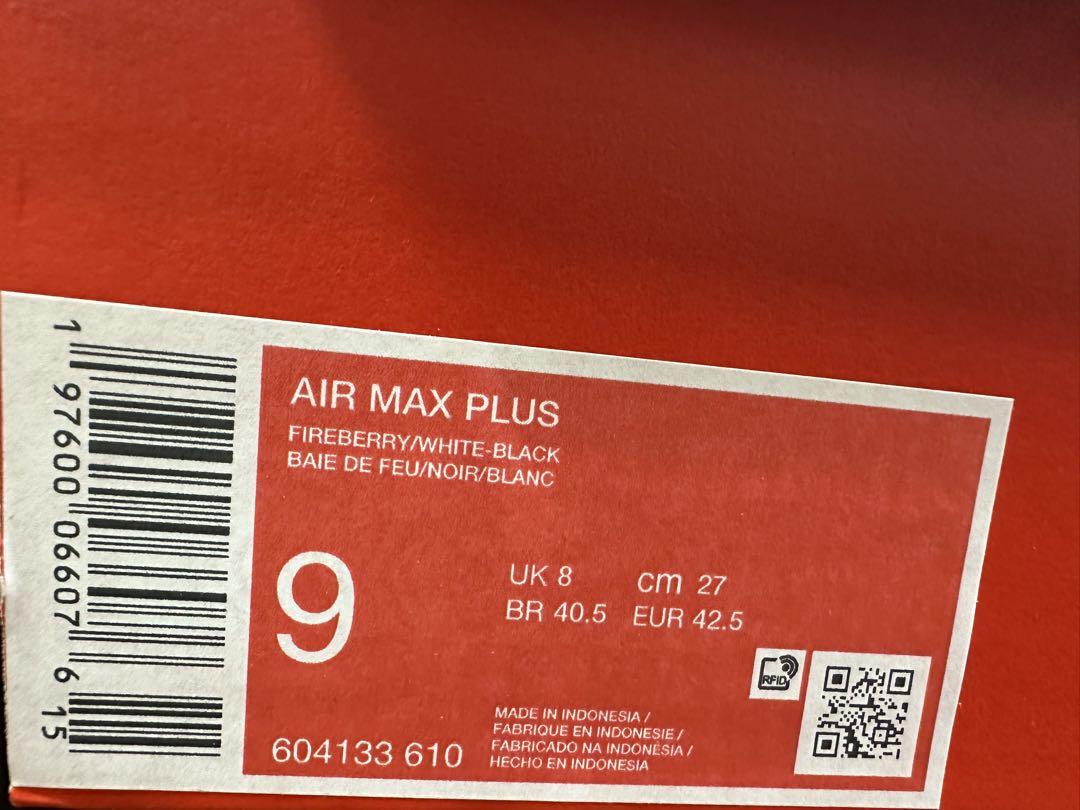 AIR MAX PLUS
FIREBERRY/WHITE-BLACK
BAIE DE FEU/NOIR/BLANC
9
UK 8 cm 27
BR 40.5 EUR 42.5
RFID
604133 610
MADE IN INDONESIA /
FABRIQUE EN INDONESIE /
FABRICADO NA INDONÉSIA /
HECHO EN INDONESIA
1 97600 06607 6 15